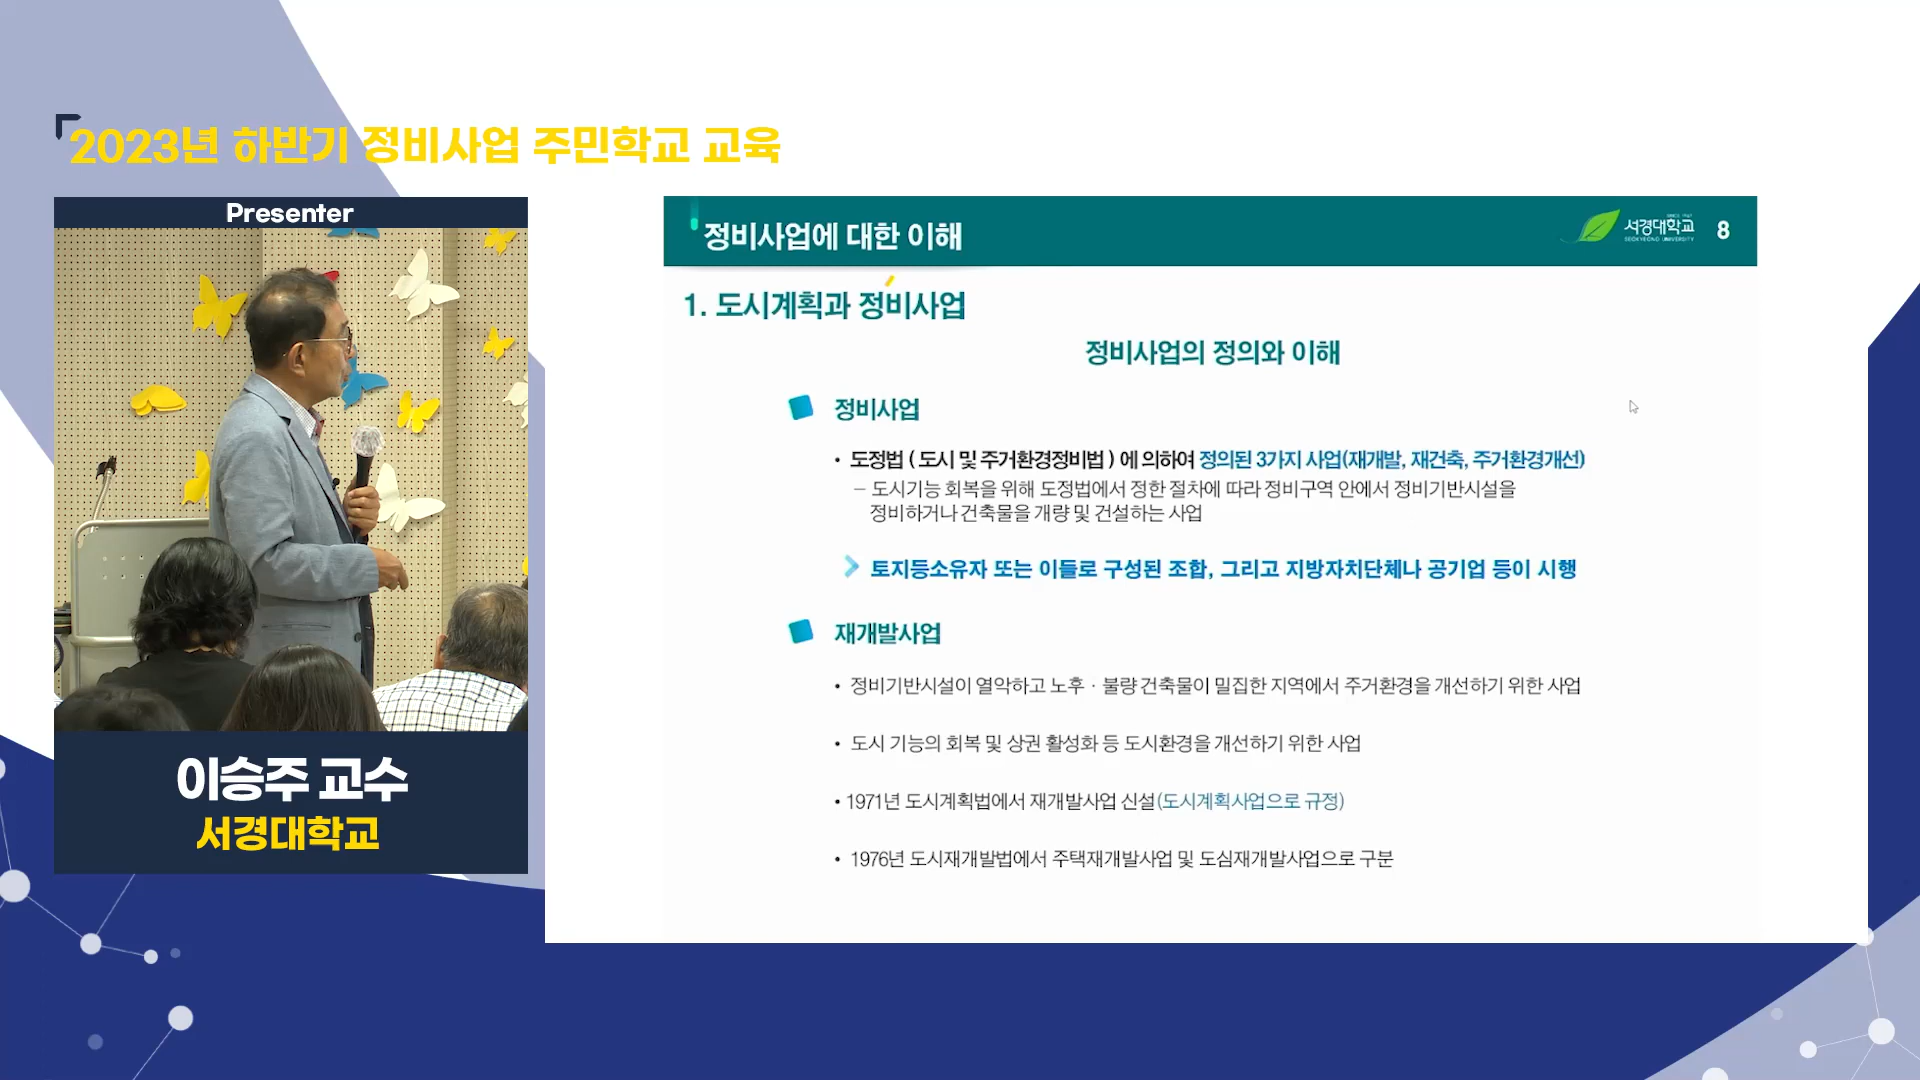 2023년 하반기 정비사업 주민학교 교육
Presenter
이승주 교수
서경대학교
정비사업에 대한 이해
SINCE 1947
서경대학교
SEOKYEONG UNIVERSITY
8
1. 도시계획과 정비사업
정비사업의 정의와 이해
정비사업
• 도정법 ( 도시 및 주거환경정비법 ) 에 의하여 정의된 3가지 사업(재개발, 재건축, 주거환경개선)
– 도시기능 회복을 위해 도정법에서 정한 절차에 따라 정비구역 안에서 정비기반시설을
정비하거나 건축물을 개량 및 건설하는 사업
토지등소유자 또는 이들로 구성된 조합, 그리고 지방자치단체나 공기업 등이 시행
재개발사업
• 정비기반시설이 열악하고 노후 · 불량 건축물이 밀집한 지역에서 주거환경을 개선하기 위한 사업
• 도시 기능의 회복 및 상권 활성화 등 도시환경을 개선하기 위한 사업
• 1971년 도시계획법에서 재개발사업 신설(도시계획사업으로 규정)
• 1976년 도시재개발법에서 주택재개발사업 및 도심재개발사업으로 구분